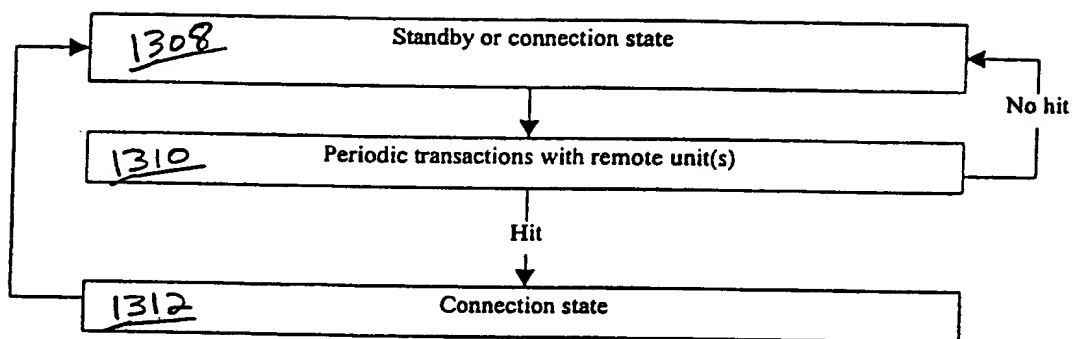 1308 Standby or connection state
No hit
1310 Periodic transactions with remote unit(s)
Hit
1312 Connection state